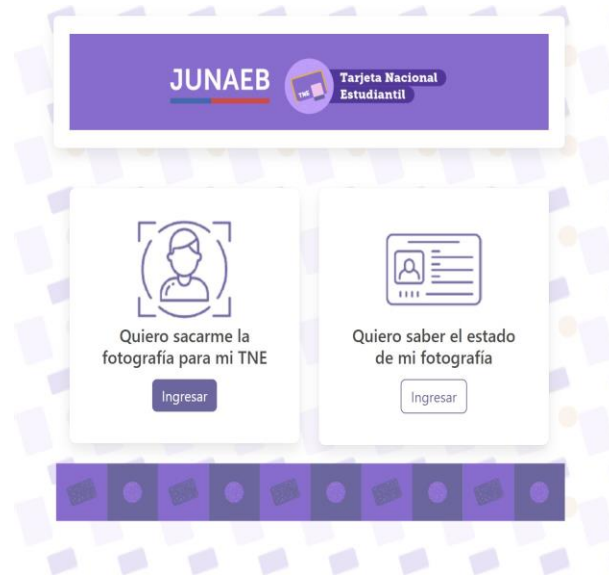 JUNAEB
TNE
Tarjeta Nacional
Estudiantil
Quiero sacarme la
fotografía para mi TNE
Ingresar
Quiero saber el estado
de mi fotografía
Ingresar